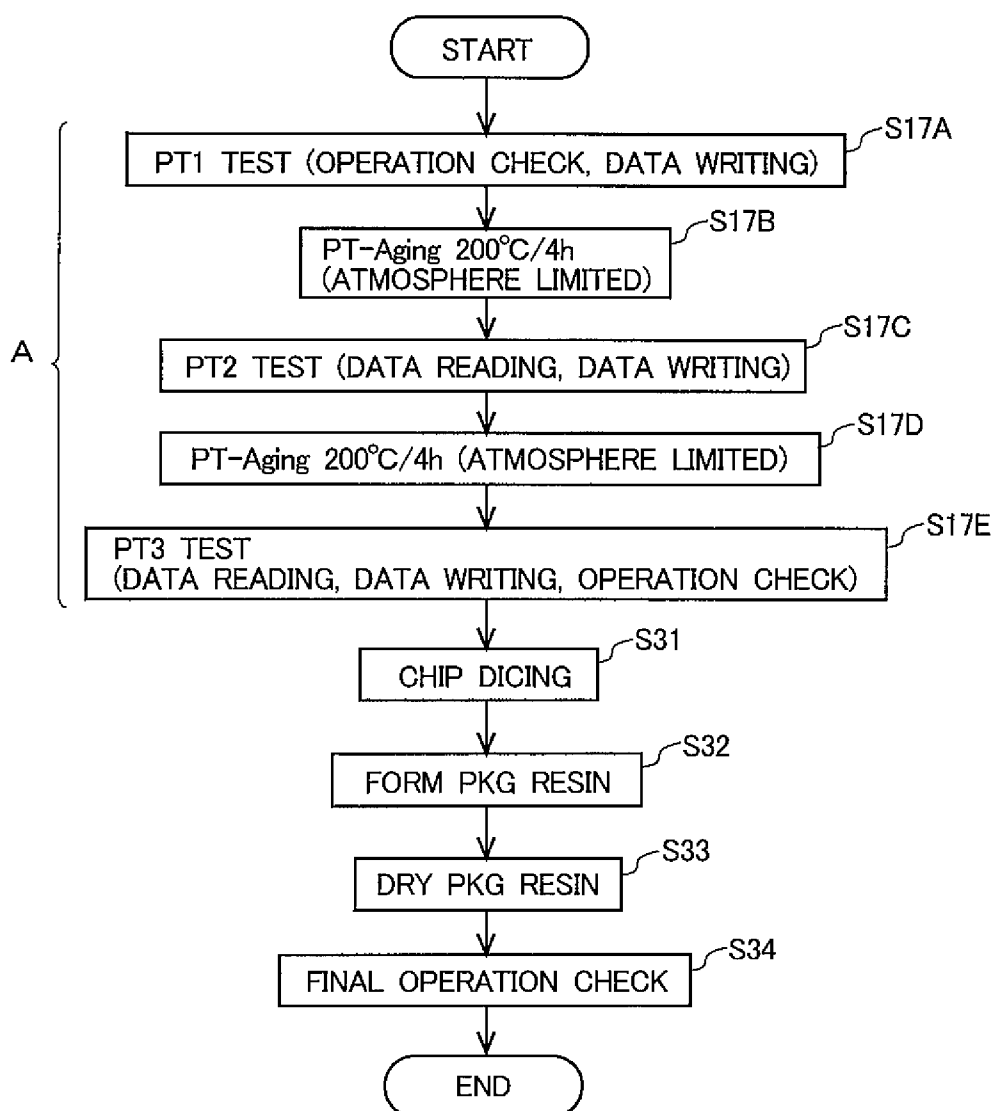 START
S17A
PT1 TEST (OPERATION CHECK, DATA WRITING)
S17B
PT-Aging 200°C/4h
(ATMOSPHERE LIMITED)
S17C
A
PT2 TEST (DATA READING, DATA WRITING)
S17D
PT-Aging 200°C/4h (ATMOSPHERE LIMITED)
S17E
PT3 TEST
(DATA READING, DATA WRITING, OPERATION CHECK)
S31
CHIP DICING
S32
FORM PKG RESIN
S33
DRY PKG RESIN
S34
FINAL OPERATION CHECK
END